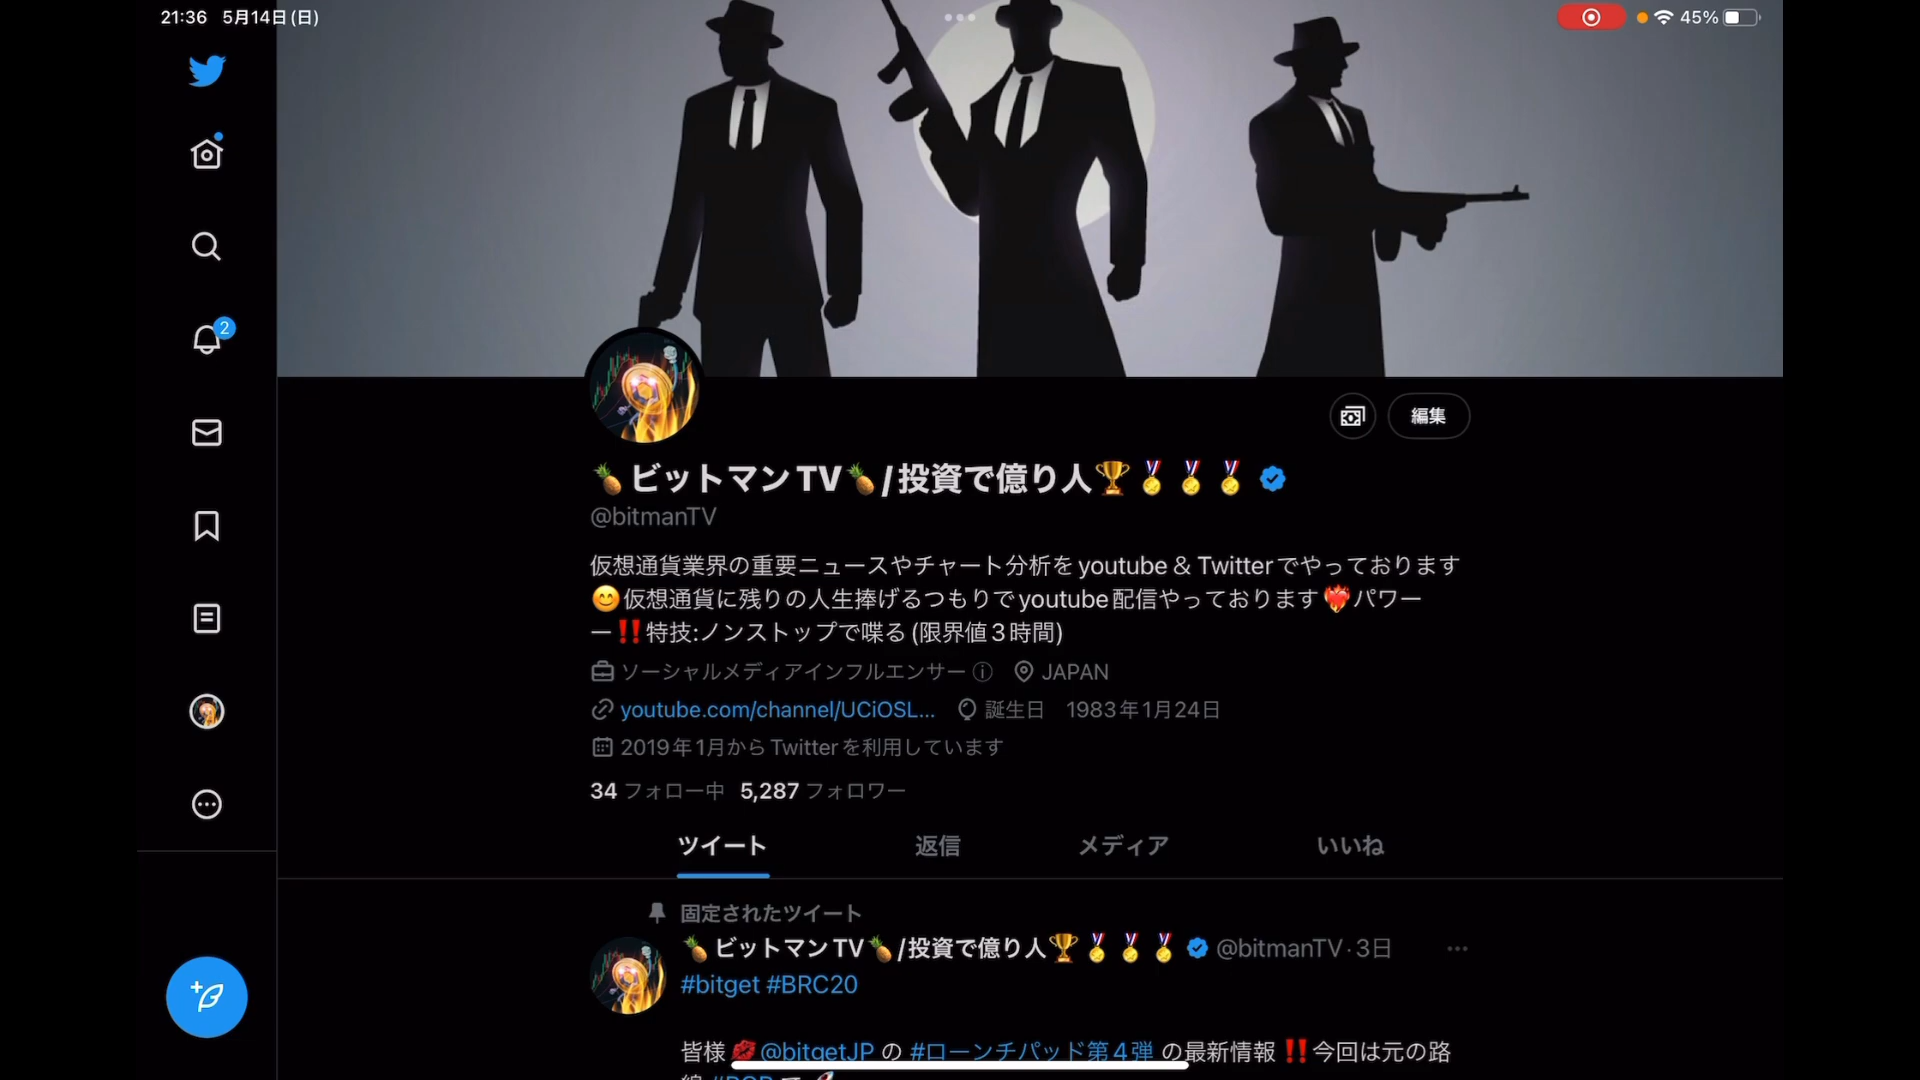 21:36 5月14日(日)
45%
2
編集
🍍ビットマンTV🍍/投資で億り人🏆🏅🏅🏅
@bitmanTV
仮想通貨業界の重要ニュースやチャート分析をyoutube & Twitterでやっております
😊仮想通貨に残りの人生捧げるつもりでyoutube配信やっております❤️‍🔥パワー
ー‼️特技:ノンストップで喋る(限界値３時間)
ソーシャルメディアインフルエンサー JAPAN
youtube.com/channel/UCiOSL... 誕生日 1983年1月24日
2019年1月からTwitterを利用しています
34 フォロー中 5,287 フォロワー
ツイート 返信 メディア いいね
固定されたツイート
🍍ビットマンTV🍍/投資で億り人🏆🏅🏅🏅 @bitmanTV·3日
#bitget #BRC20
皆様💋@bitgetJP の #ローンチパッド第４弾 の最新情報‼️今回は元の路